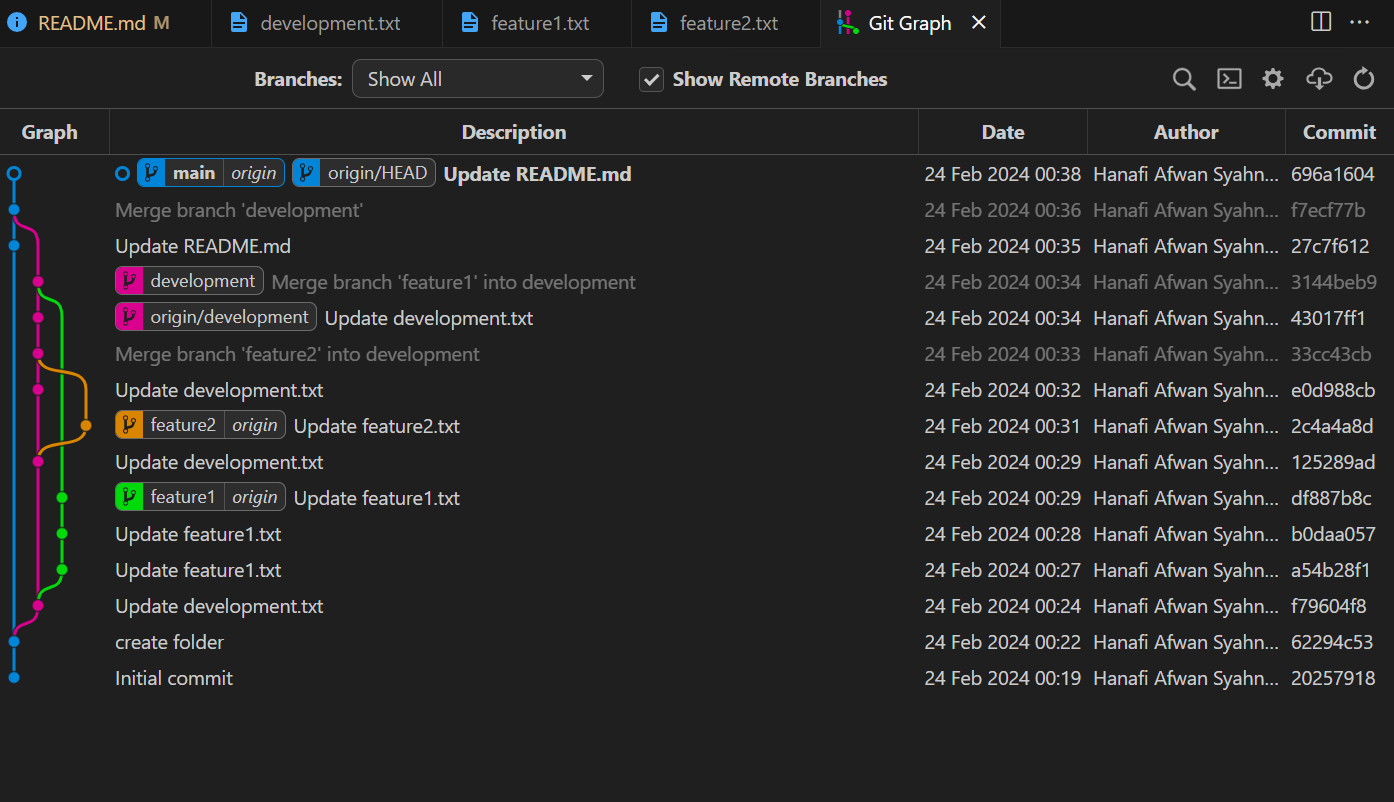 README.md M development.txt feature1.txt feature2.txt Git Graph
Branches: Show All Show Remote Branches
Graph Description Date Author Commit
main origin origin/HEAD Update README.md 24 Feb 2024 00:38 Hanafi Afwan Syahn... 696a1604
Merge branch 'development' 24 Feb 2024 00:36 Hanafi Afwan Syahn... f7ecf77b
Update README.md 24 Feb 2024 00:35 Hanafi Afwan Syahn... 27c7f612
development Merge branch 'feature1' into development 24 Feb 2024 00:34 Hanafi Afwan Syahn... 3144beb9
origin/development Update development.txt 24 Feb 2024 00:34 Hanafi Afwan Syahn... 43017ff1
Merge branch 'feature2' into development 24 Feb 2024 00:33 Hanafi Afwan Syahn... 33cc43cb
Update development.txt 24 Feb 2024 00:32 Hanafi Afwan Syahn... e0d988cb
feature2 origin Update feature2.txt 24 Feb 2024 00:31 Hanafi Afwan Syahn... 2c4a4a8d
Update development.txt 24 Feb 2024 00:29 Hanafi Afwan Syahn... 125289ad
feature1 origin Update feature1.txt 24 Feb 2024 00:29 Hanafi Afwan Syahn... df887b8c
Update feature1.txt 24 Feb 2024 00:28 Hanafi Afwan Syahn... b0daa057
Update feature1.txt 24 Feb 2024 00:27 Hanafi Afwan Syahn... a54b28f1
Update development.txt 24 Feb 2024 00:24 Hanafi Afwan Syahn... f79604f8
create folder 24 Feb 2024 00:22 Hanafi Afwan Syahn... 62294c53
Initial commit 24 Feb 2024 00:19 Hanafi Afwan Syahn... 20257918